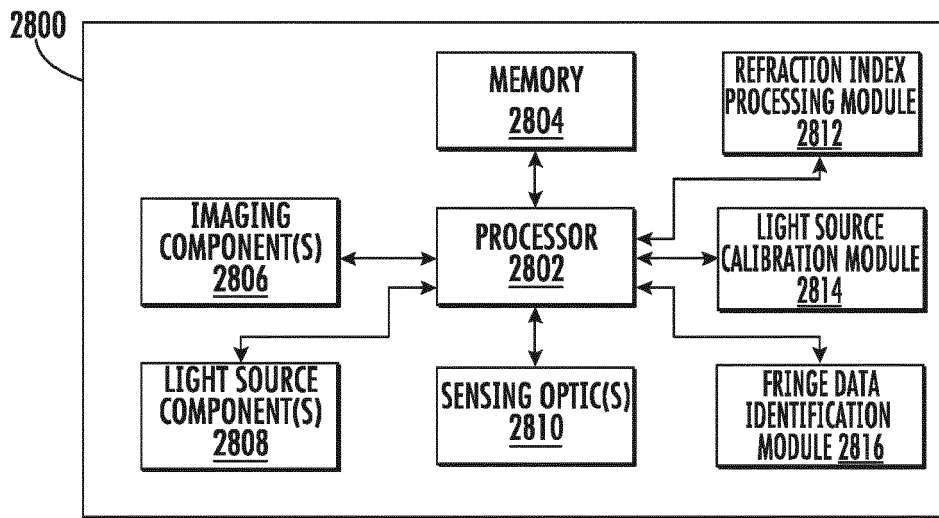 2800
MEMORY
2804
REFRACTION INDEX
PROCESSING MODULE
2812
IMAGING
COMPONENT(S)
2806
PROCESSOR
2802
LIGHT SOURCE
CALIBRATION MODULE
2814
LIGHT SOURCE
COMPONENT(S)
2808
SENSING OPTIC(S)
2810
FRINGE DATA
IDENTIFICATION
MODULE 2816